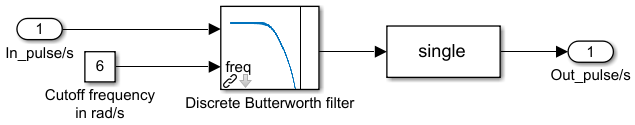 1
In_pulse/s
6
Cutoff frequency
in rad/s
freq
Discrete Butterworth filter
single
1
Out_pulse/s